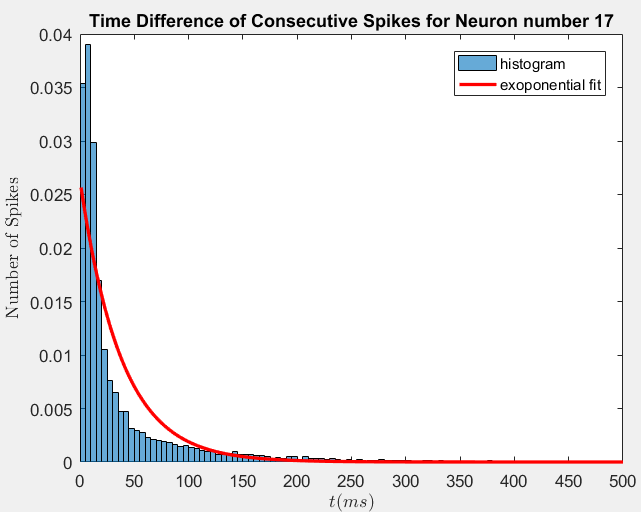 Time Difference of Consecutive Spikes for Neuron number 17
0.04
0.035
0.03
0.025
0.02
0.015
0.01
0.005
0
Number of Spikes
histogram
exoponential fit
0 50 100 150 200 250 300 350 400 450 500
t(ms)